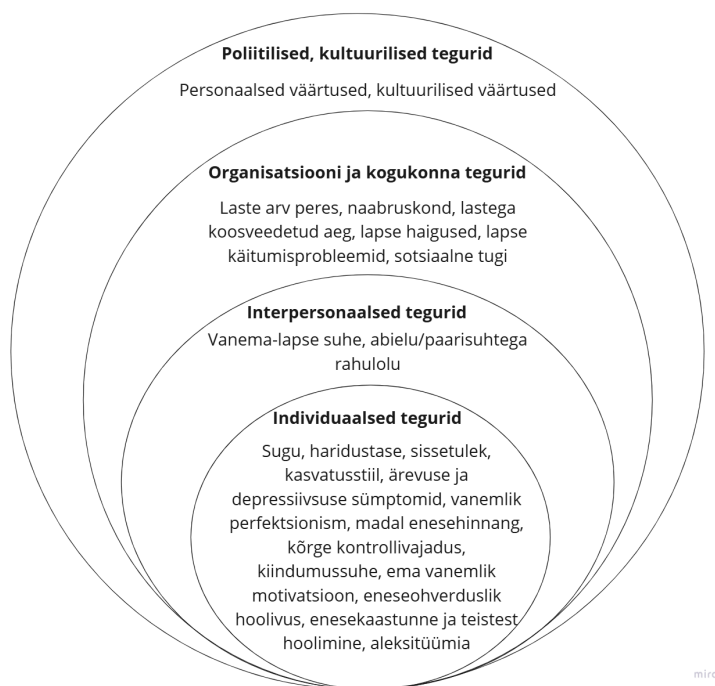 Poliitilised, kultuurilised tegurid
Personaalsed väärtused, kultuurilised väärtused
Organisatsiooni ja kogukonna tegurid
Laste arv peres, naabruskond, lastega
koosveedetud aeg, lapse haigused, lapse
käitumisprobleemid, sotsiaalne tugi
Interpersonaalsed tegurid
Vanema-lapse suhe, abielu/paarisuhtega
rahulolu
Individuaalsed tegurid
Sugu, haridustase, sissetulek,
kasvatusstiil, ärevuse ja
depressiivsuse sümptomid, vanemlik
perfektsionism, madal enesehinnang,
kõrge kontrollivajadus,
kiindumussuhe, ema vanemlik
motivatsioon, eneseohverduslik
hoolivus, enesekaastunne ja teistest
hoolimine, aleksitüümia